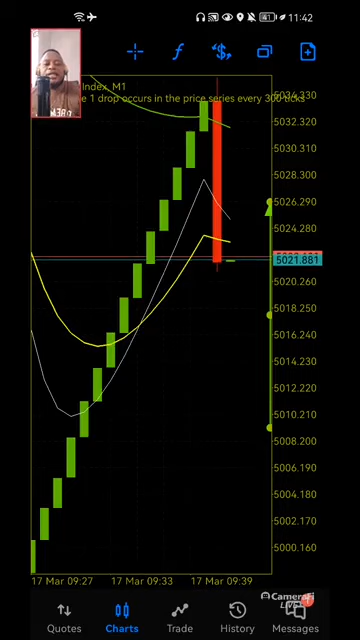 11:42
Index, M1
1 drop occurs in the price series every 300 ticks
5034.330
5032.320
5030.310
5028.300
5026.290
5024.280
5021.881
5020.260
5018.250
5016.240
5014.230
5012.220
5010.210
5008.200
5006.190
5004.180
5002.170
5000.160
17 Mar 09:27
17 Mar 09:33
17 Mar 09:39
CameraFi
LIVE
Quotes
Charts
Trade
History
Messages